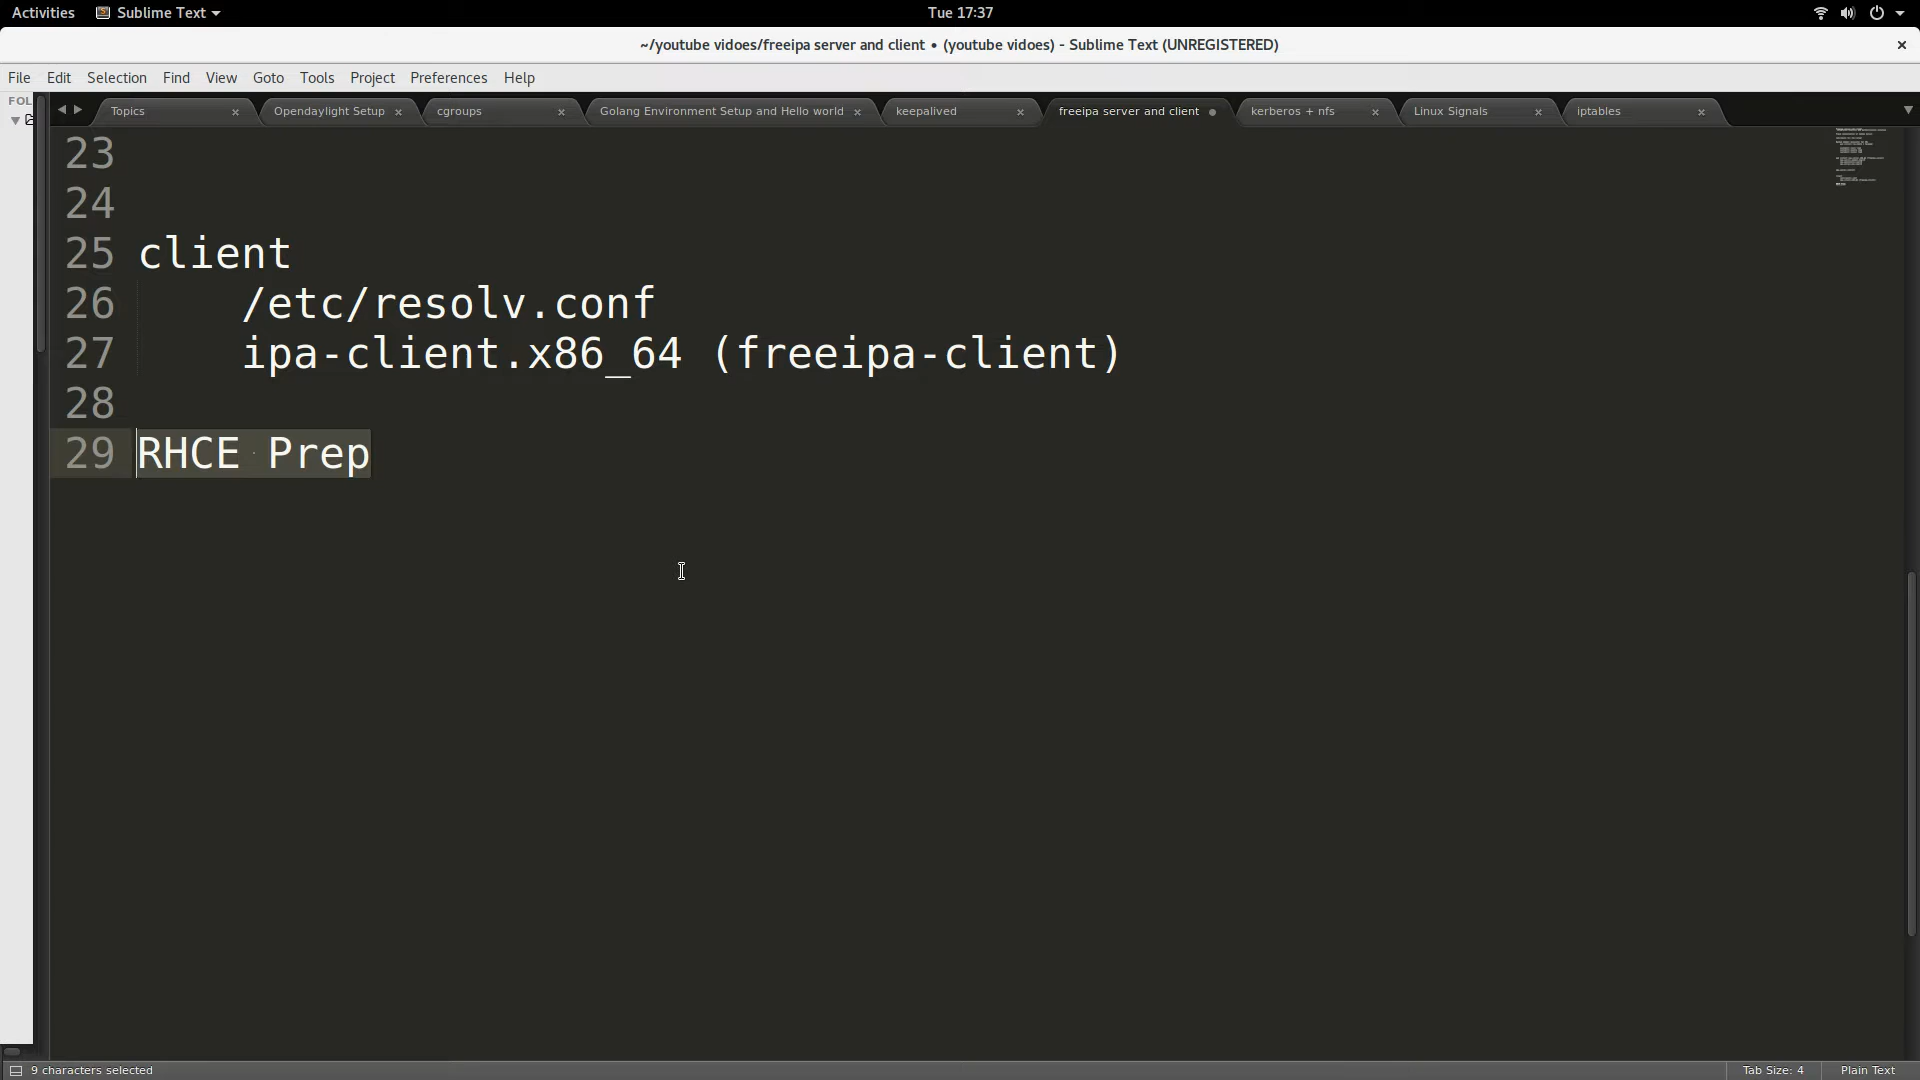 Activities Sublime Text Tue 17:37
~/youtube vidoes/freeipa server and client • (youtube vidoes) - Sublime Text (UNREGISTERED)
File Edit Selection Find View Goto Tools Project Preferences Help
FOL
Topics Opendaylight Setup cgroups Golang Environment Setup and Hello world keepalived freeipa server and client kerberos + nfs Linux Signals iptables
23
24
25 client
26 /etc/resolv.conf
27 ipa-client.x86_64 (freeipa-client)
28
29 RHCE Prep
9 characters selected Tab Size: 4 Plain Text